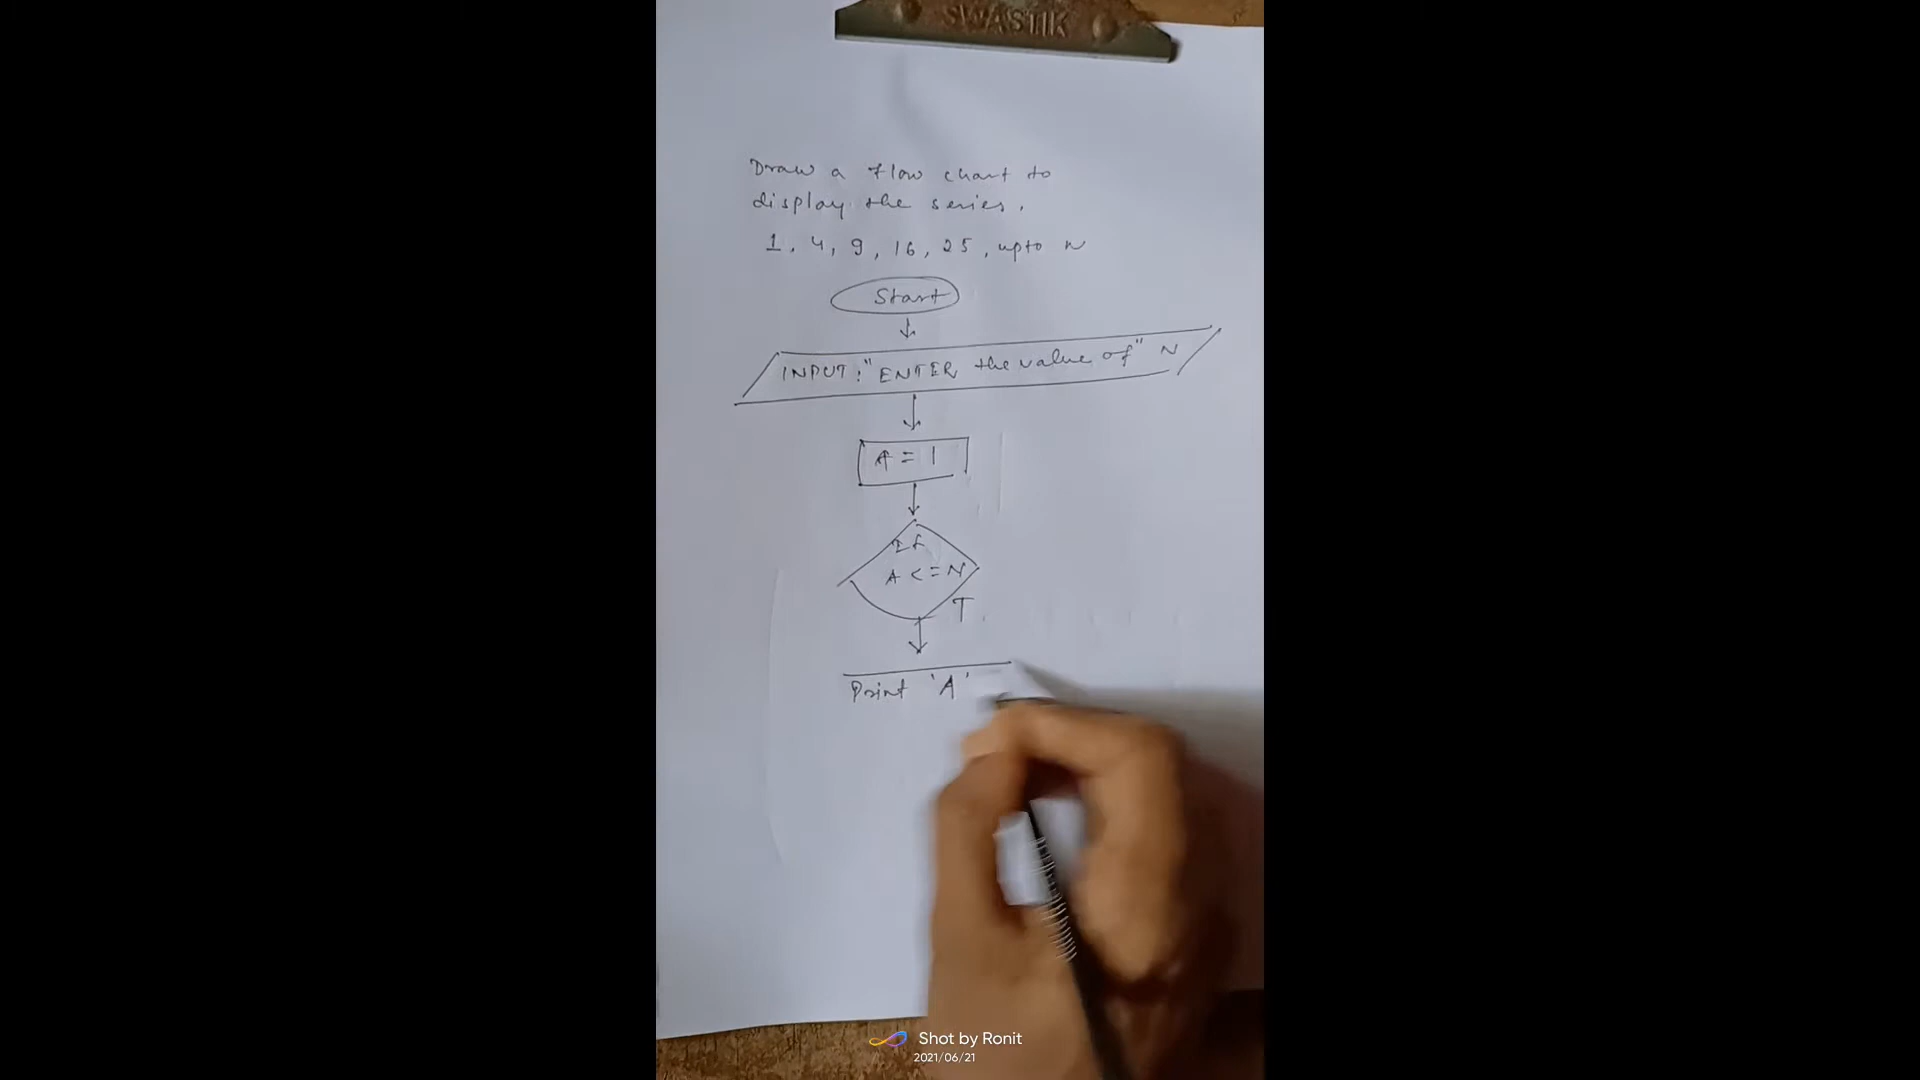 SWASTIK
Draw a flow chart to
display the series.
1, 4, 9, 16, 25, upto N
Start
INPUT: "ENTER the value of" N
A = 1
If
A <= N
T
Print 'A'
Shot by Ronit
2021/06/21